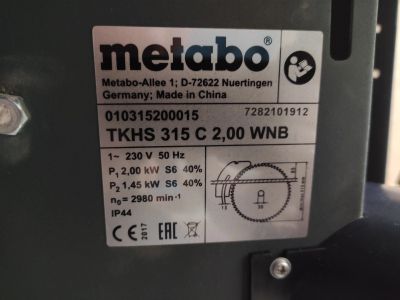 metabo
Metabo-Allee 1; D-72622 Nuertingen
Germany; Made in China
010315200015 7282101912
TKHS 315 C 2,00 WNB
1~ 230 V 50 Hz
P₁ 2,00 kW S6 40%
P₂ 1,45 kW S6 40%
n₀= 2980 min⁻¹
IP44
CE 2017 EAC
30